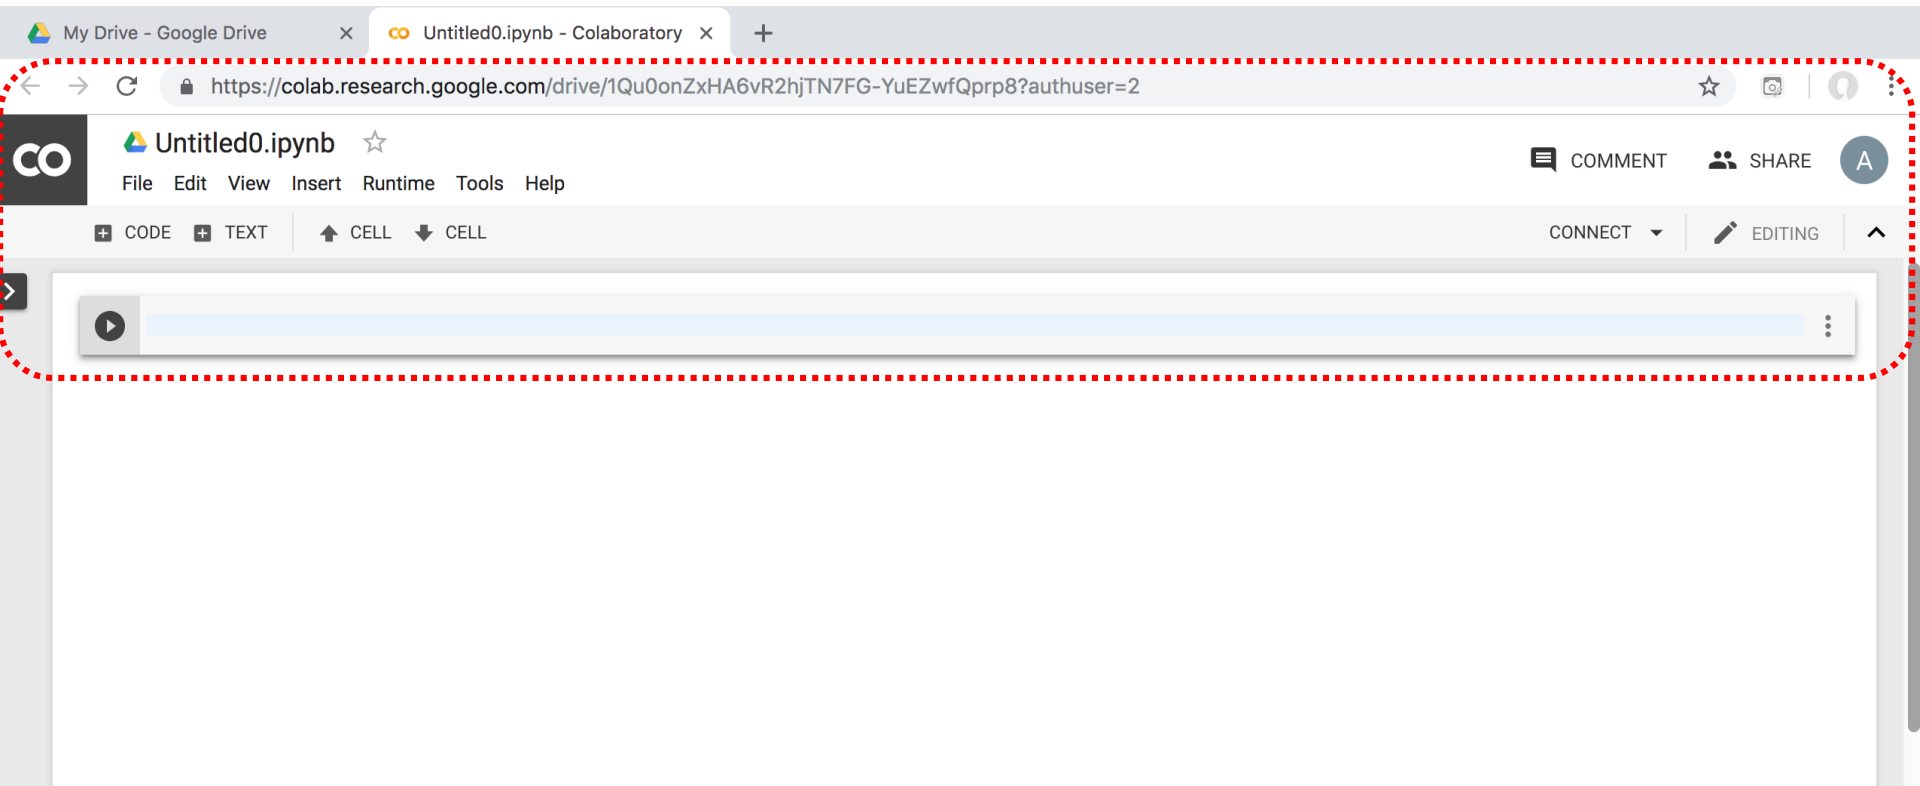 My Drive - Google Drive
Untitled0.ipynb - Colaboratory
https://colab.research.google.com/drive/1Qu0onZxHA6vR2hjTN7FG-YuEZwfQprp8?authuser=2
CO
Untitled0.ipynb
COMMENT SHARE A
File Edit View Insert Runtime Tools Help
CODE TEXT CELL CELL CONNECT EDITING